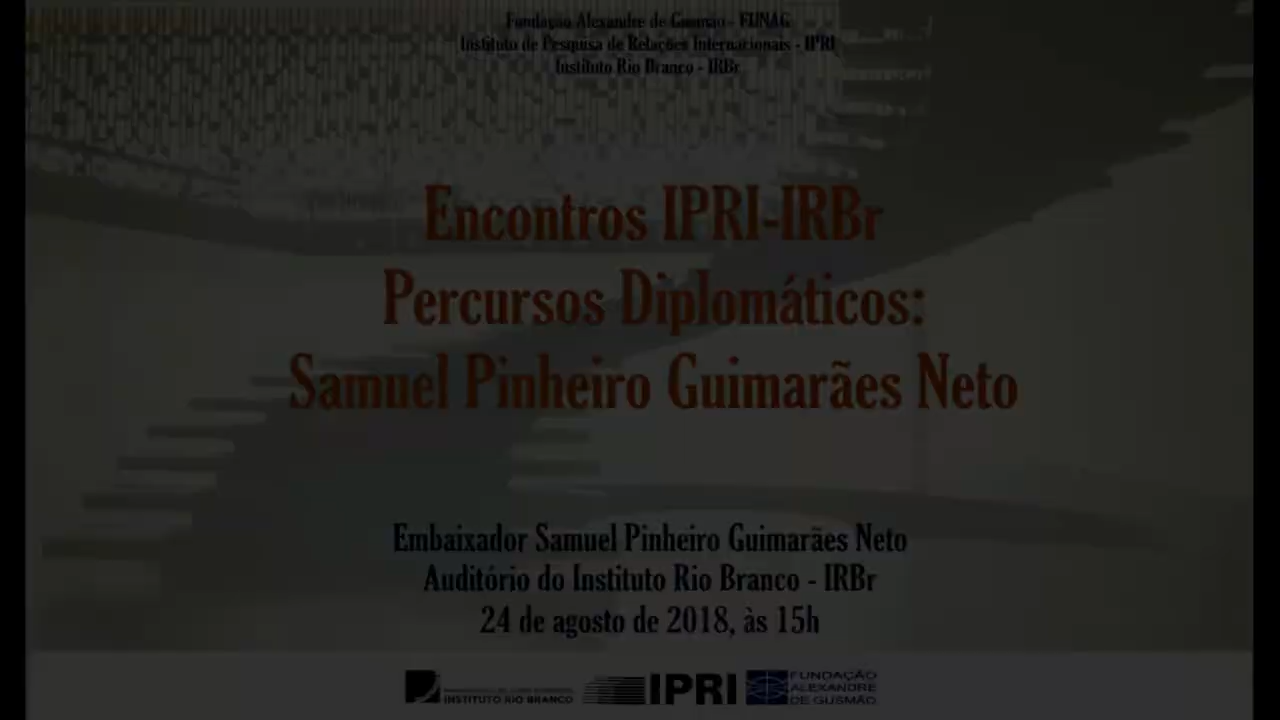 Fundação Alexandre de Gusmão - FUNAG
Instituto de Pesquisa de Relações Internacionais - IPRI
Instituto Rio Branco - IRBr
Encontros IPRI-IRBr
Percursos Diplomáticos:
Samuel Pinheiro Guimarães Neto
Embaixador Samuel Pinheiro Guimarães Neto
Auditório do Instituto Rio Branco - IRBr
24 de agosto de 2018, às 15h
INSTITUTO RIO BRANCO
IPRI
FUNDAÇÃO
ALEXANDRE
DE GUSMÃO